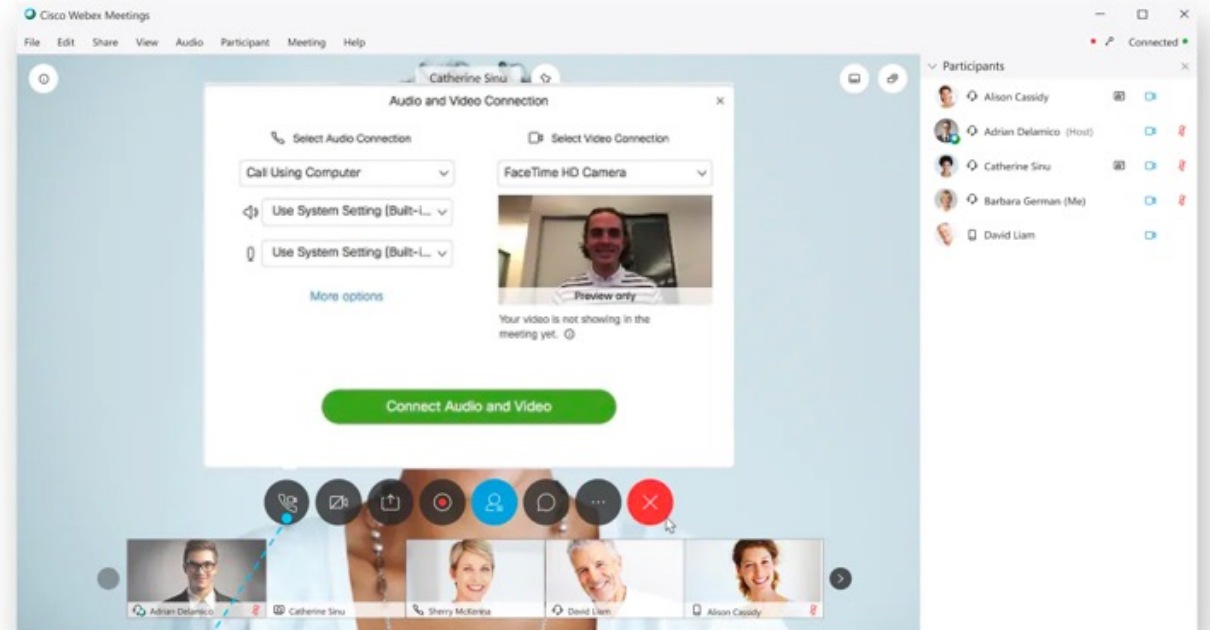 Cisco Webex Meetings
File Edit Share View Audio Participant Meeting Help
Connected
Catherine Sinu
Audio and Video Connection
Select Audio Connection
Select Video Connection
Call Using Computer
FaceTime HD Camera
Use System Setting (Built-i...
Use System Setting (Built-i...
More options
Preview only
Your video is not showing in the
meeting yet.
Connect Audio and Video
Adrian Delamico
Catherine Sinu
Sherry McKenna
David Liam
Alison Cassidy
Participants
Alison Cassidy
Adrian Delamico (Host)
Catherine Sinu
Barbara German (Me)
David Liam